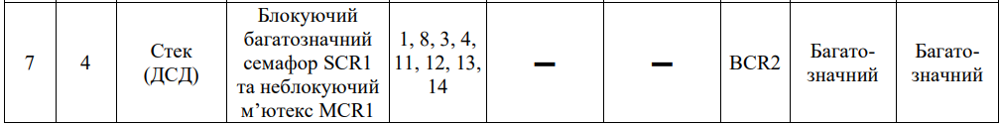 7
4
Стек
(ДСД)
Блокуючий
багатозначний
семафор SCR1
та неблокуючий
м’ютекс MCR1
1, 8, 3, 4,
11, 12, 13,
14
–
–
BCR2
Багато-
значний
Багато-
значний